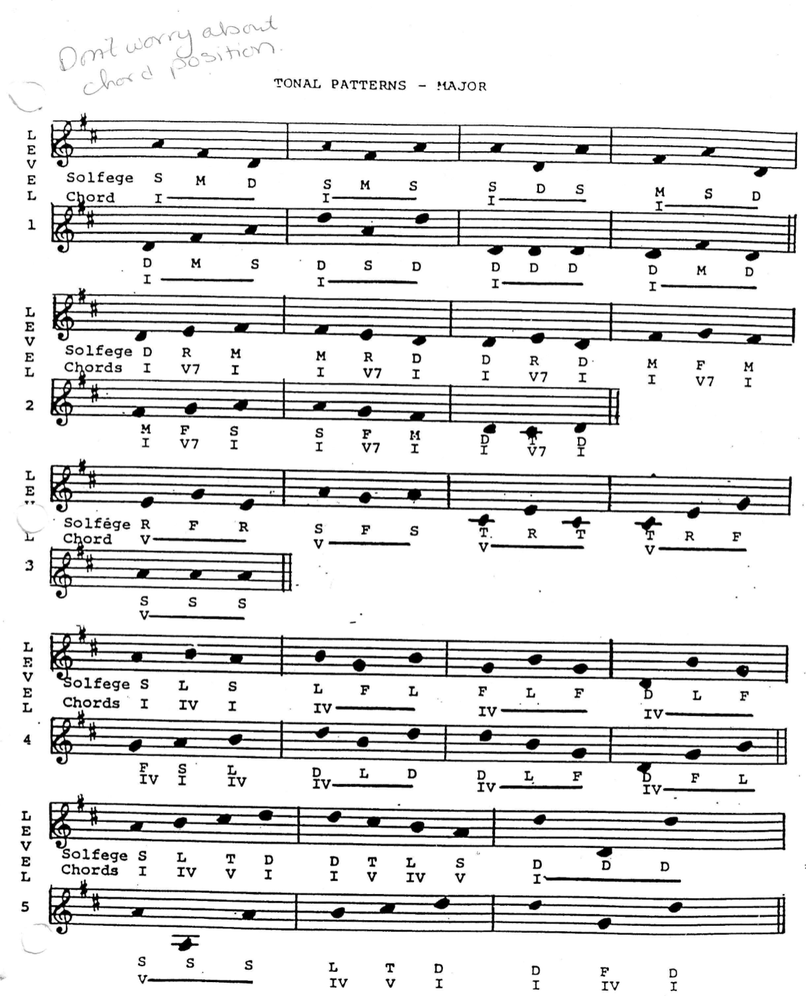 Don't worry about
chord position.
TONAL PATTERNS - MAJOR
LEVEL
1
Solfege S M D S M S S D S M S D
Chord I I I I
D M S D S D D D D D M D
I I I I
LEVEL
2
Solfege D R M M R D D R D M F M
Chords I V7 I I V7 I I V7 I I V7 I
M F S S F M D T D
I V7 I I V7 I I V7 I
LE
L
3
Solfege R F R S F S T R T T R F
Chord V V V V
S S S
V
LEVEL
4
Solfege S L S L F L F L F D L F
Chords I IV I IV IV IV
F S L D L D D L F D F L
IV I IV IV IV IV
LEVEL
5
Solfege S L T D D T L S D D D
Chords I IV V I I V IV V I
S S S L T D D F D
V IV V I I IV I